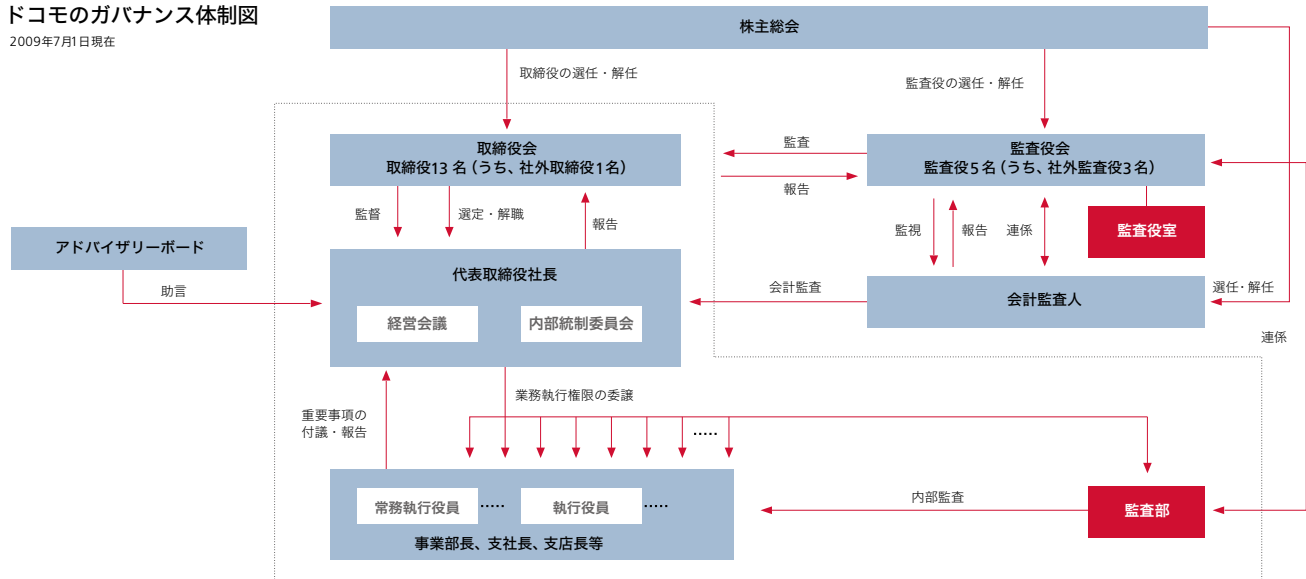 ドコモのガバナンス体制図
2009年7月1日現在
株主総会
取締役の選任・解任
監査役の選任・解任
取締役会
取締役13名(うち、社外取締役1名)
監査
報告
監査役会
監査役5名(うち、社外監査役3名)
監督
選定・解職
報告
監視
報告
連係
監査役室
アドバイザリーボード
助言
代表取締役社長
経営会議
内部統制委員会
会計監査
会計監査人
選任・解任
連係
重要事項の
付議・報告
業務執行権限の委譲
.....
常務執行役員
.....
執行役員
.....
事業部長、支社長、支店長等
内部監査
監査部